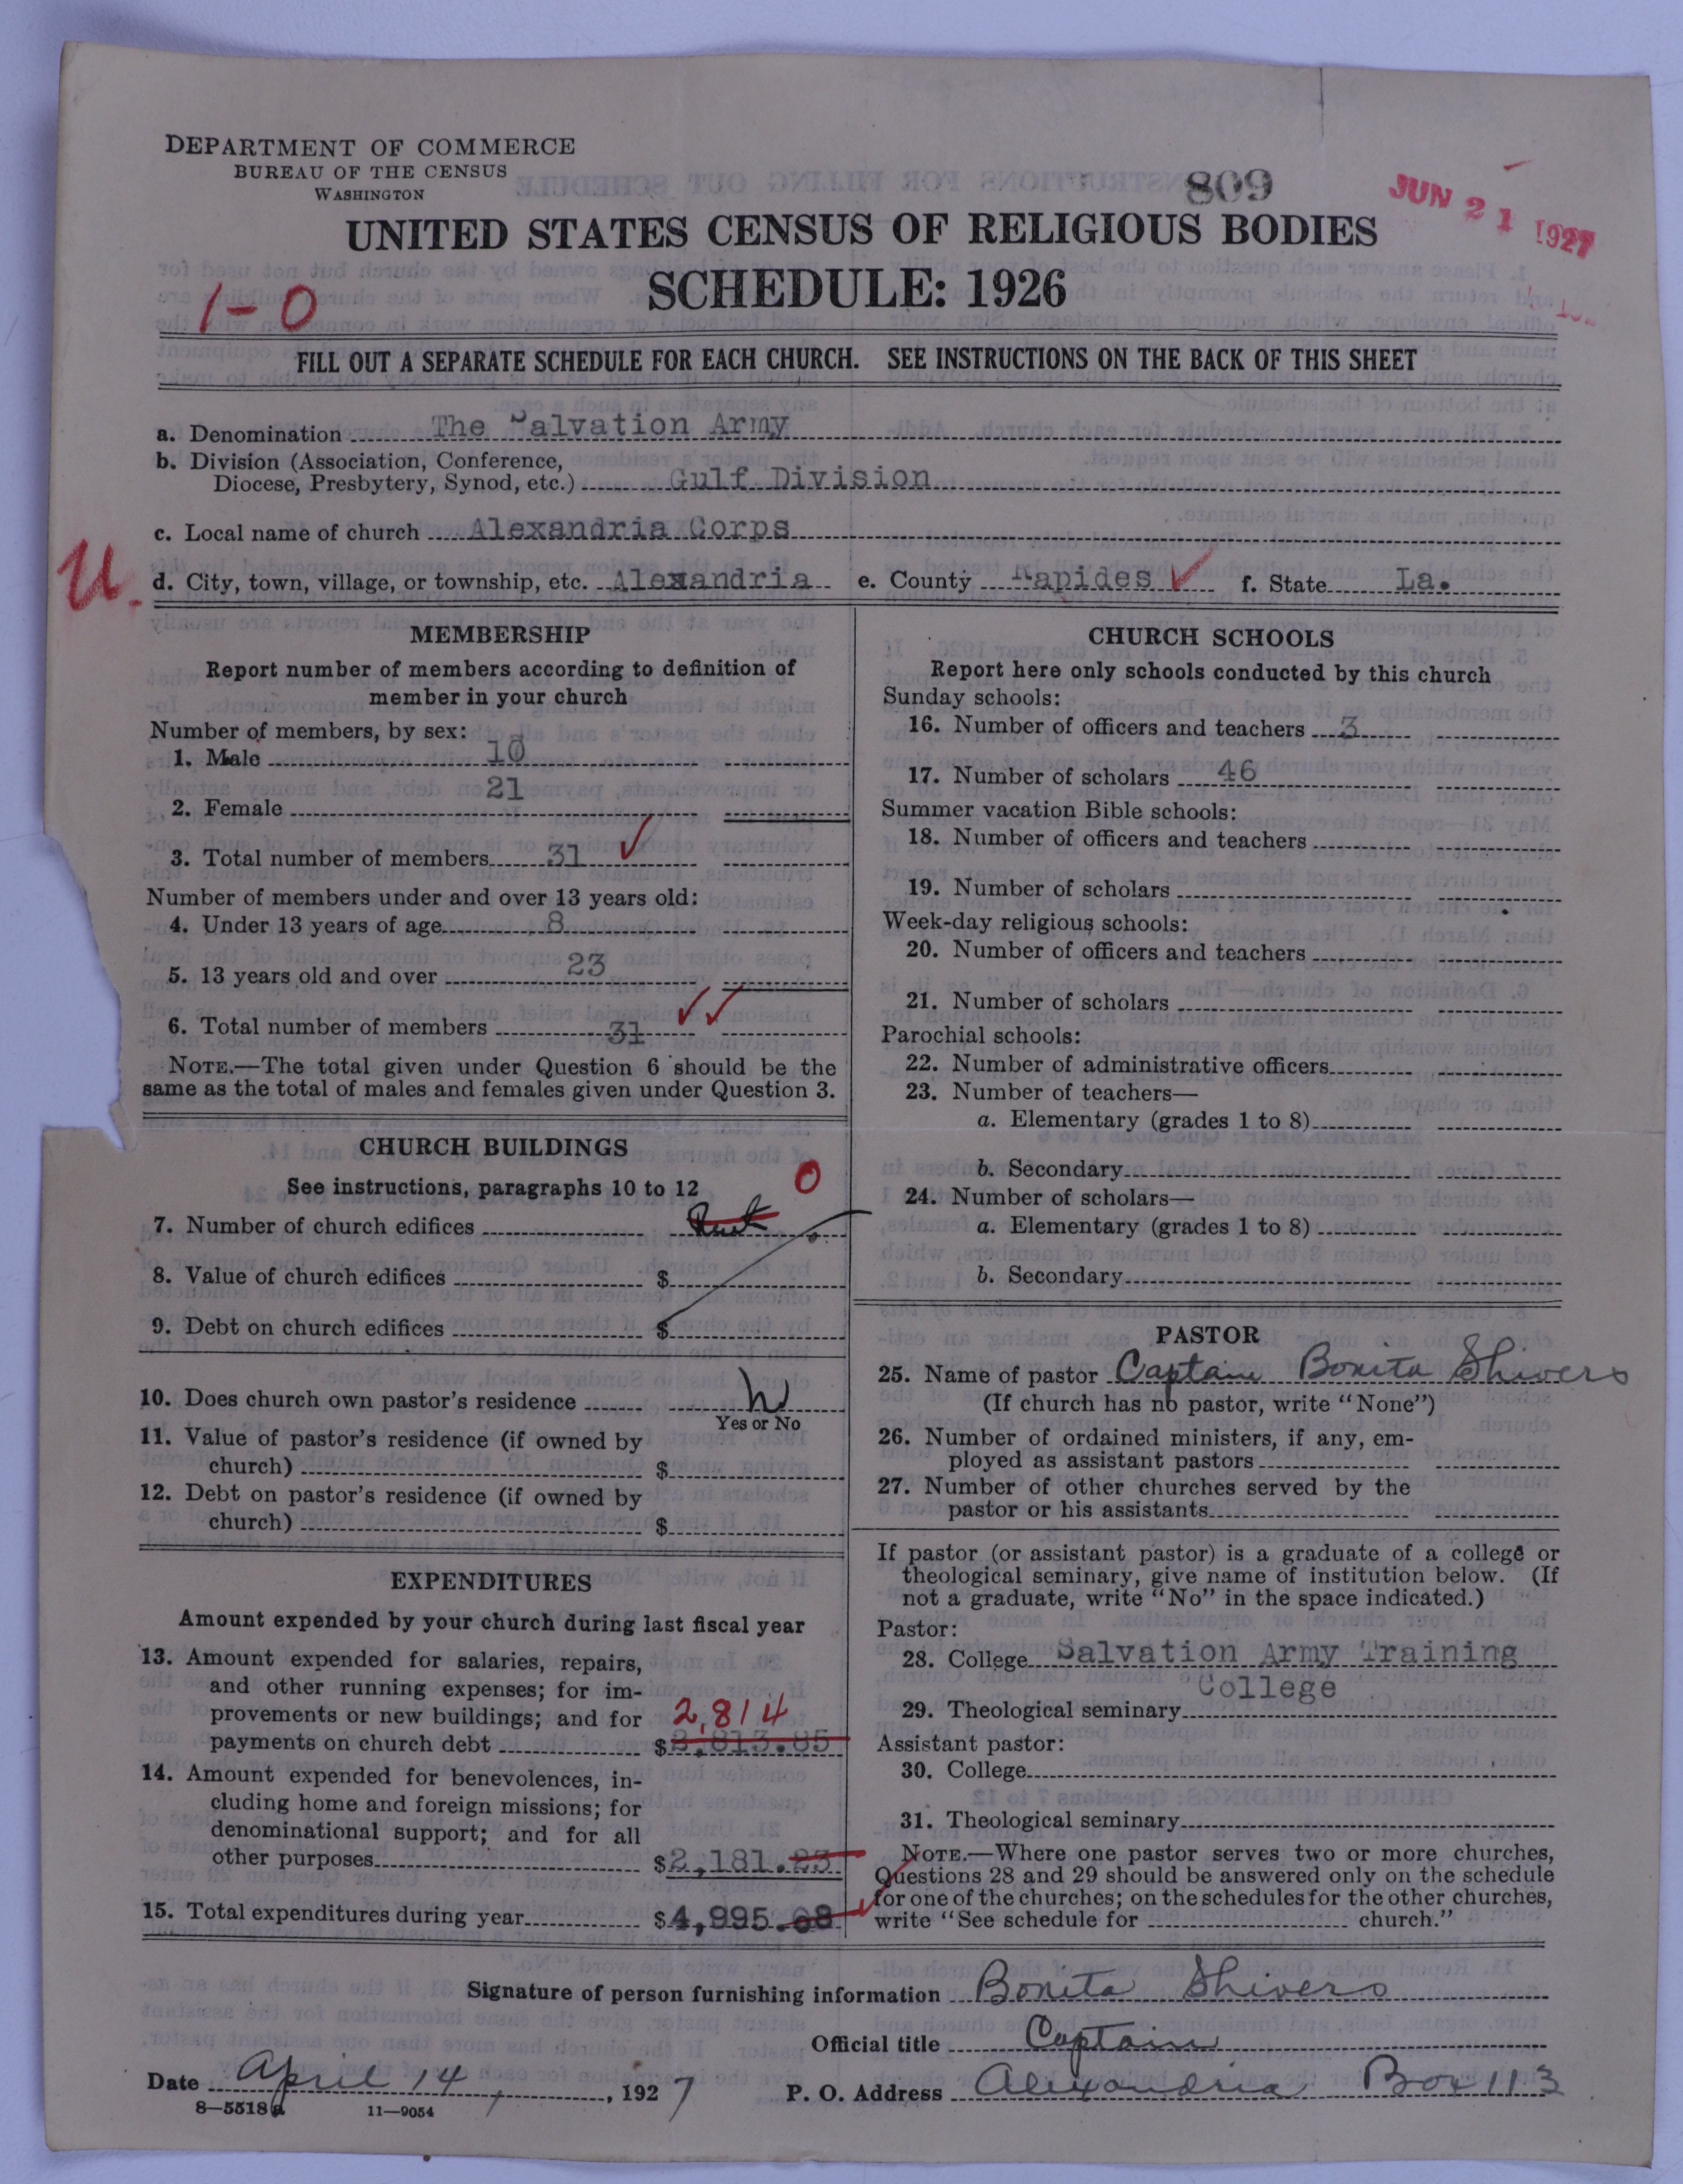 DEPARTMENT OF COMMERCE
BUREAU OF THE CENSUS
WASHINGTON
809
JUN 21 1927
UNITED STATES CENSUS OF RELIGIOUS BODIES
SCHEDULE: 1926
1-0
FILL OUT A SEPARATE SCHEDULE FOR EACH CHURCH. SEE INSTRUCTIONS ON THE BACK OF THIS SHEET
a. Denomination The Salvation Army
b. Division (Association, Conference,
Diocese, Presbytery, Synod, etc.) Gulf Division
c. Local name of church Alexandria Corps
U.
d. City, town, village, or township, etc. Alexandria e. County Rapides ✓ f. State La.
MEMBERSHIP
Report number of members according to definition of
member in your church
Number of members, by sex:
1. Male 10
2. Female 21
3. Total number of members 31 ✓
Number of members under and over 13 years old:
4. Under 13 years of age 8
5. 13 years old and over 23
6. Total number of members 31 ✓✓
NOTE.—The total given under Question 6 should be the
same as the total of males and females given under Question 3.
CHURCH BUILDINGS
See instructions, paragraphs 10 to 12
0
7. Number of church edifices Rent
8. Value of church edifices $
9. Debt on church edifices $
10. Does church own pastor's residence
Yes or No
11. Value of pastor's residence (if owned by
church) $
12. Debt on pastor's residence (if owned by
church) $
EXPENDITURES
Amount expended by your church during last fiscal year
13. Amount expended for salaries, repairs,
and other running expenses; for im-
provements or new buildings; and for 2,814
payments on church debt $2,813.85
14. Amount expended for benevolences, in-
cluding home and foreign missions; for
denominational support; and for all
other purposes $2,181.23
15. Total expenditures during year $4,995.08
CHURCH SCHOOLS
Report here only schools conducted by this church
Sunday schools:
16. Number of officers and teachers 3
17. Number of scholars 46
Summer vacation Bible schools:
18. Number of officers and teachers
19. Number of scholars
Week-day religious schools:
20. Number of officers and teachers
21. Number of scholars
Parochial schools:
22. Number of administrative officers
23. Number of teachers—
a. Elementary (grades 1 to 8)
b. Secondary
24. Number of scholars—
a. Elementary (grades 1 to 8)
b. Secondary
PASTOR
25. Name of pastor Captain Bonita Shivers
(If church has no pastor, write "None")
26. Number of ordained ministers, if any, em-
ployed as assistant pastors
27. Number of other churches served by the
pastor or his assistants
If pastor (or assistant pastor) is a graduate of a college or
theological seminary, give name of institution below. (If
not a graduate, write "No" in the space indicated.)
Pastor:
28. College Salvation Army Training
College
29. Theological seminary
Assistant pastor:
30. College
31. Theological seminary
NOTE.—Where one pastor serves two or more churches,
Questions 28 and 29 should be answered only on the schedule
for one of the churches; on the schedules for the other churches,
write "See schedule for church."
Signature of person furnishing information Bonita Shivers
Official title Captain
Date April 14, 1927 P. O. Address Alexandria Box 113
8—5518a 11—9054